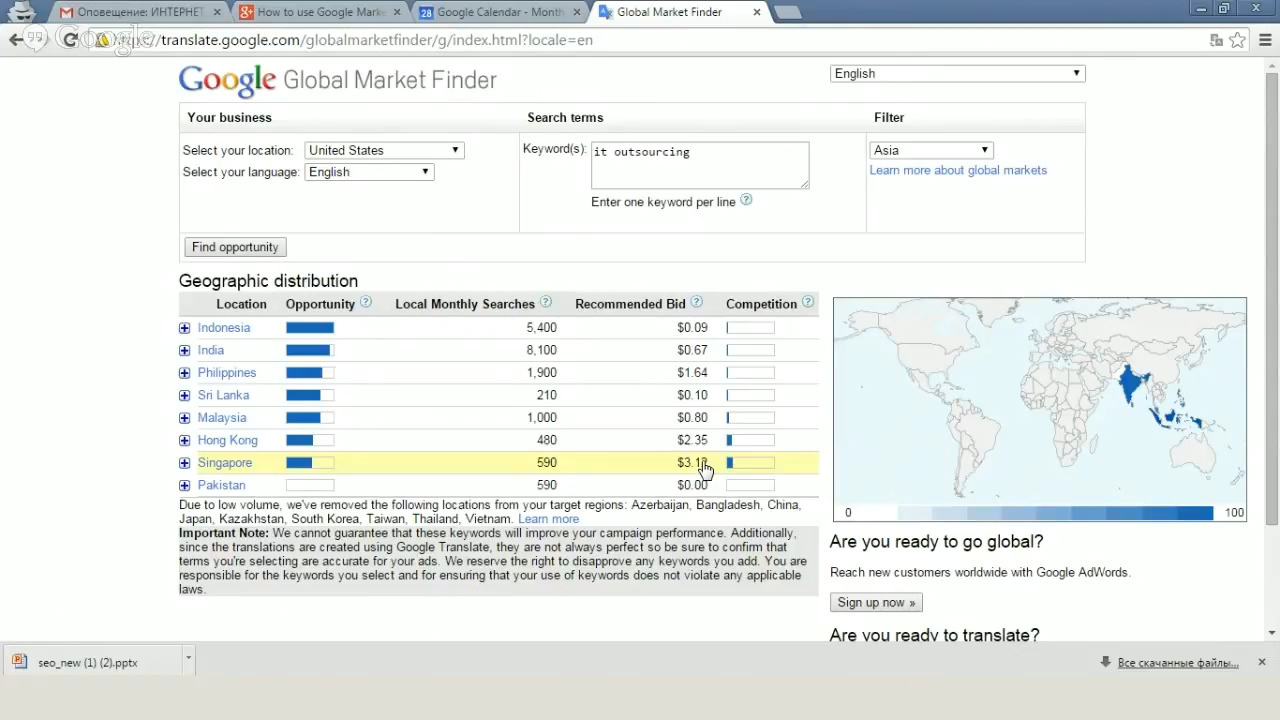 Оповещение: ИНТЕРНЕТ
How to use Google Marke
28
Google Calendar - Month
Global Market Finder
Google
translate.google.com/globalmarketfinder/g/index.html?locale=en
Google Global Market Finder
English
Your business
Search terms
Filter
Select your location: United States
Keyword(s): it outsourcing
Asia
Select your language: English
Learn more about global markets
Enter one keyword per line ?
Find opportunity
Geographic distribution
Location Opportunity ? Local Monthly Searches ? Recommended Bid ? Competition ?
Indonesia 5,400 $0.09
India 8,100 $0.67
Philippines 1,900 $1.64
Sri Lanka 210 $0.10
Malaysia 1,000 $0.80
Hong Kong 480 $2.35
Singapore 590
Pakistan 590 $0.00
0 100
Due to low volume, we've removed the following locations from your target regions: Azerbaijan, Bangladesh, China,
Japan, Kazakhstan, South Korea, Taiwan, Thailand, Vietnam. Learn more
Important Note: We cannot guarantee that these keywords will improve your campaign performance. Additionally,
since the translations are created using Google Translate, they are not always perfect so be sure to confirm that
terms you're selecting are accurate for your ads. We reserve the right to disapprove any keywords you add. You are
responsible for the keywords you select and for ensuring that your use of keywords does not violate any applicable
laws.
Are you ready to go global?
Reach new customers worldwide with Google AdWords.
Sign up now »
Are you ready to translate?
seo_new (1) (2).pptx
Все скачанные файлы...